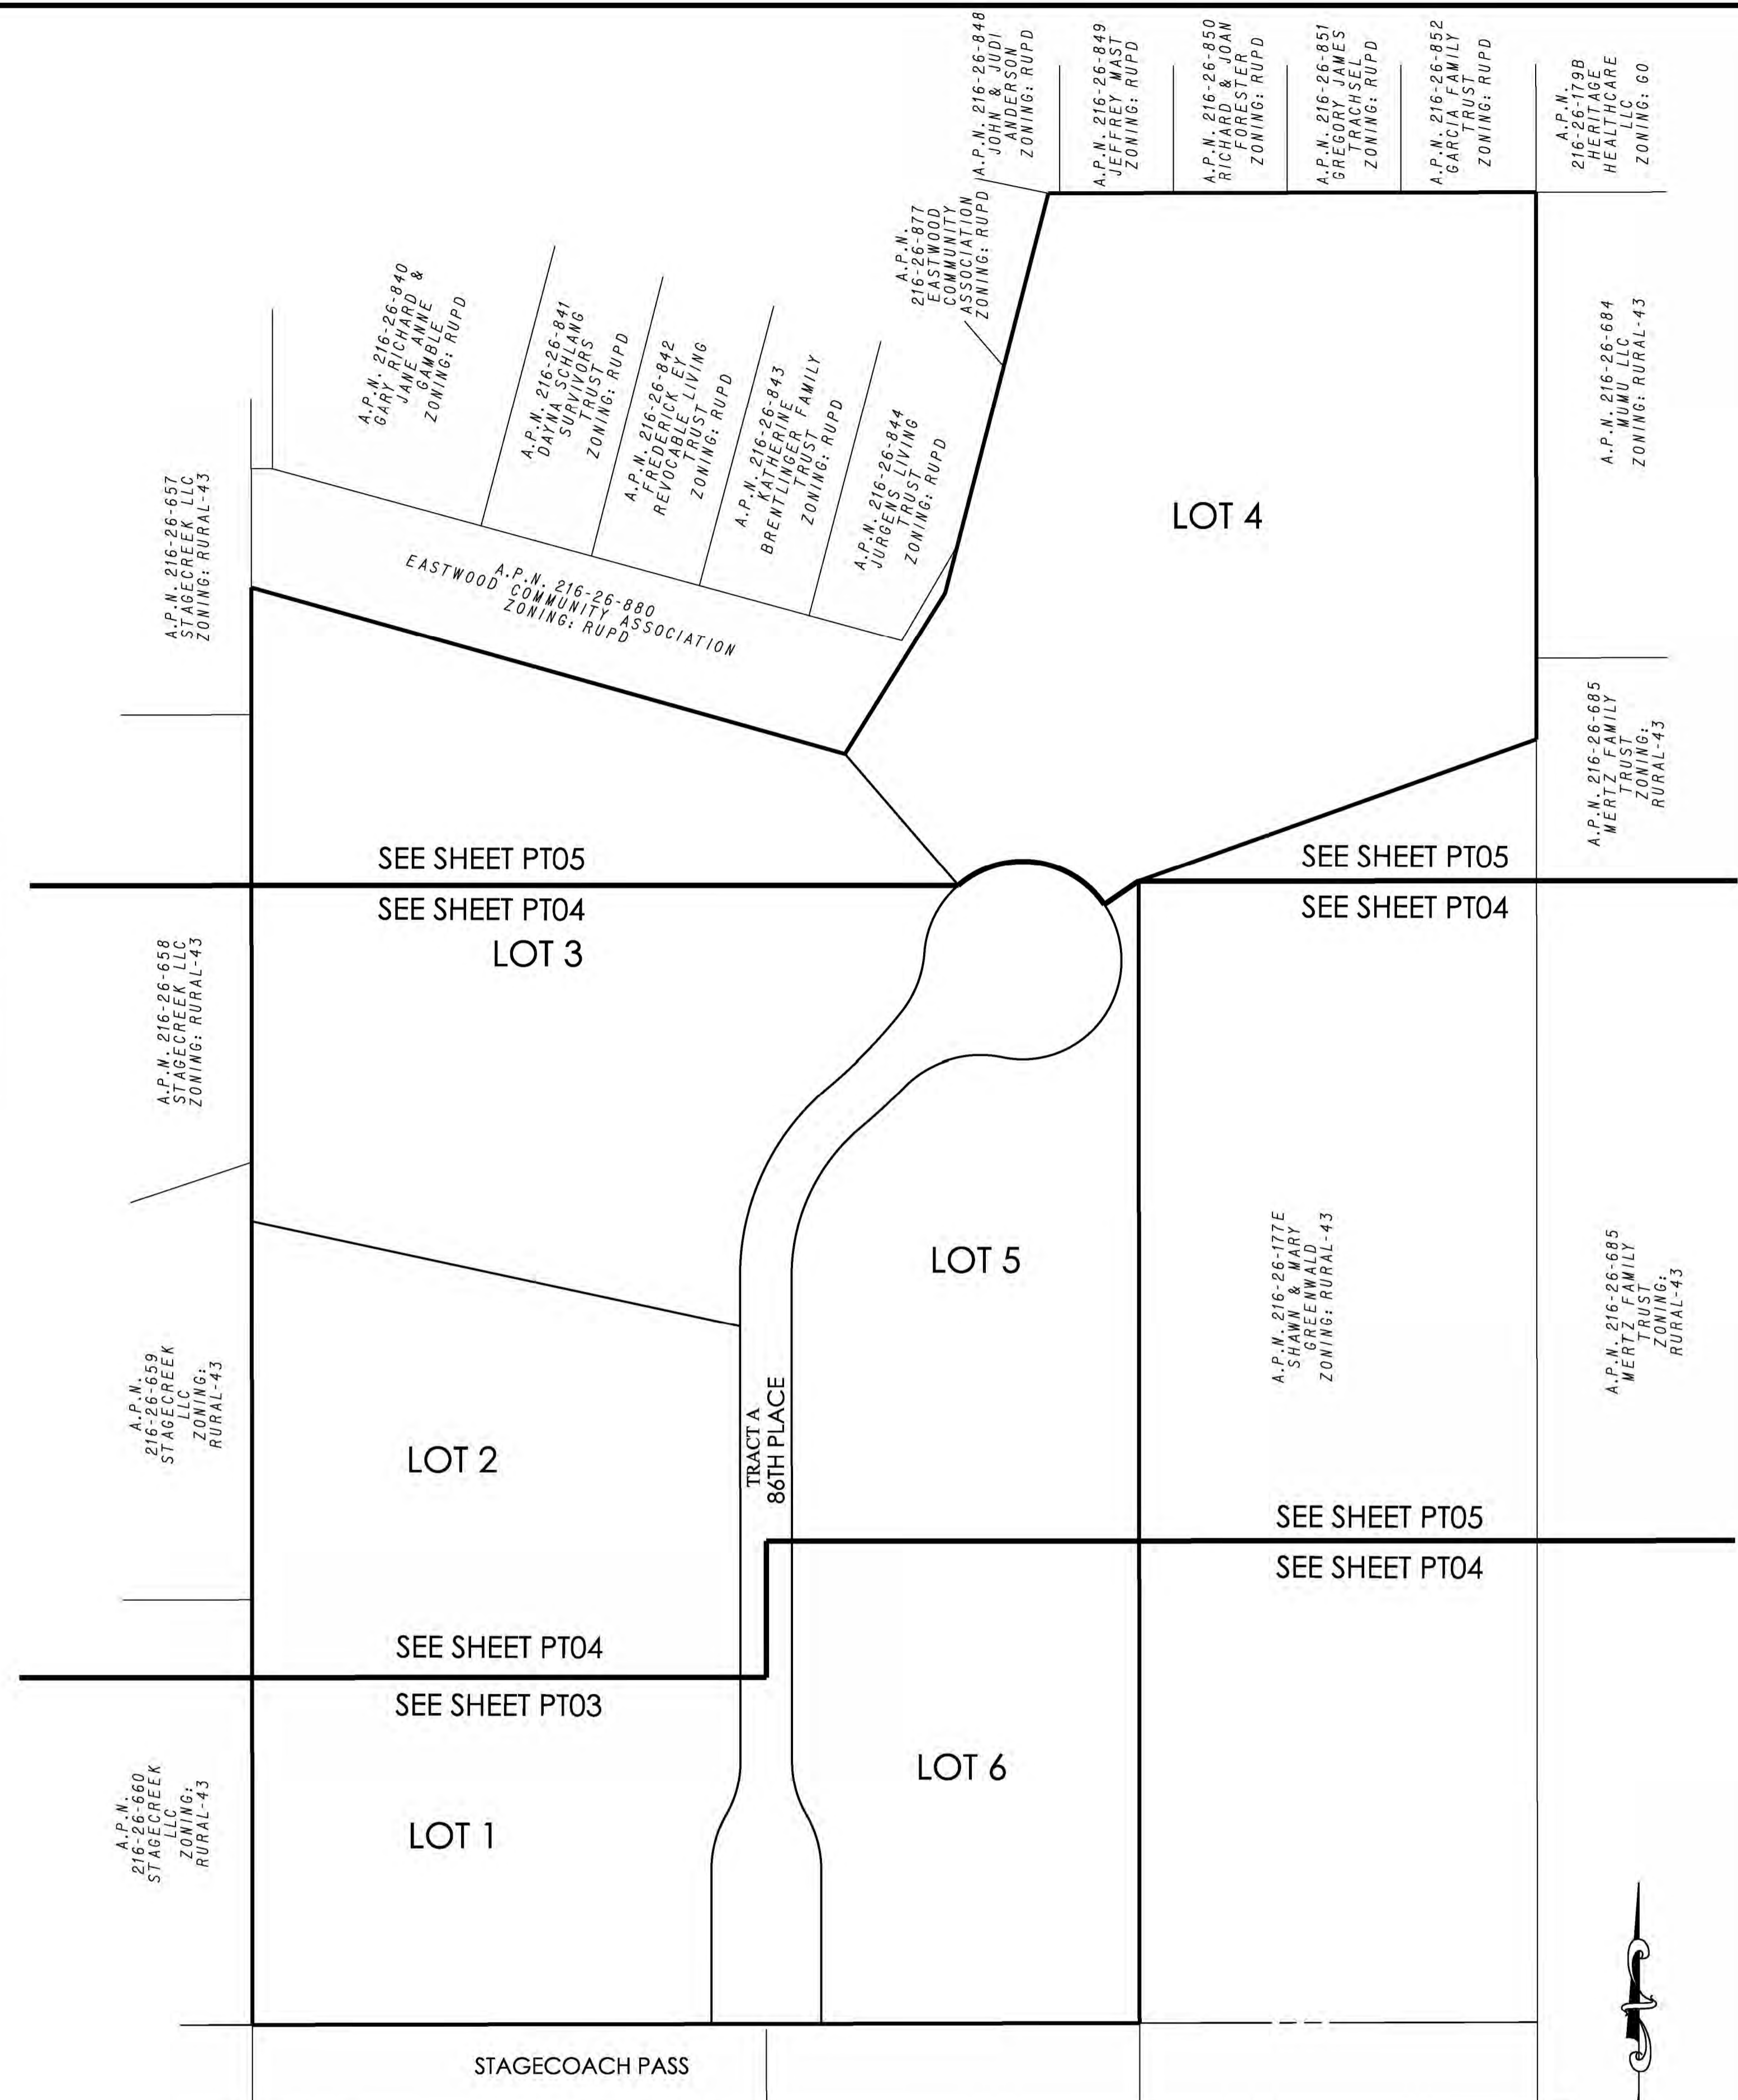 A.P.N. 216-26-848
JOHN & JUDI
ANDERSON
ZONING: RUPD
A.P.N. 216-26-849
JEFFREY MAST
ZONING: RUPD
A.P.N. 216-26-850
RICHARD & JOAN
FORESTER
ZONING: RUPD
A.P.N. 216-26-851
GREGORY JAMES
TRACHSEL
ZONING: RUPD
A.P.N. 216-26-852
GARCIA FAMILY
TRUST
ZONING: RUPD
A.P.N.
216-26-179B
HERITAGE
HEALTHCARE
LLC
ZONING: GO
A.P.N.
216-26-877
EASTWOOD
COMMUNITY
ASSOCIATION
ZONING: RUPD
A.P.N. 216-26-840
GARY RICHARD &
JANE ANNE
GAMBLE
ZONING: RUPD
A.P.N. 216-26-841
DAYNA SCHLANG
SURVIVORS
TRUST
ZONING: RUPD
A.P.N. 216-26-842
FREDERICK EY
REVOCABLE LIVING
TRUST
ZONING: RUPD
A.P.N. 216-26-843
KATHERINE
BRENTLINGER FAMILY
TRUST
ZONING: RUPD
A.P.N. 216-26-844
JURGENS LIVING
TRUST
ZONING: RUPD
A.P.N. 216-26-684
MUMU LLC
ZONING: RURAL-43
A.P.N. 216-26-657
STAGECREEK LLC
ZONING: RURAL-43
LOT 4
A.P.N. 216-26-880
EASTWOOD COMMUNITY ASSOCIATION
ZONING: RUPD
A.P.N. 216-26-685
MERTZ FAMILY
TRUST
ZONING:
RURAL-43
SEE SHEET PT05
SEE SHEET PT04
SEE SHEET PT05
SEE SHEET PT04
LOT 3
A.P.N. 216-26-658
STAGECREEK LLC
ZONING: RURAL-43
LOT 5
A.P.N. 216-26-177E
SHAWN & MARY
GREENWALD
ZONING: RURAL-43
A.P.N. 216-26-685
MERTZ FAMILY
TRUST
ZONING:
RURAL-43
A.P.N.
216-26-659
STAGECREEK
LLC
ZONING:
RURAL-43
LOT 2
TRACT A
86TH PLACE
SEE SHEET PT05
SEE SHEET PT04
SEE SHEET PT04
SEE SHEET PT03
LOT 6
A.P.N.
216-26-660
STAGECREEK
LLC
ZONING:
RURAL-43
LOT 1
STAGECOACH PASS